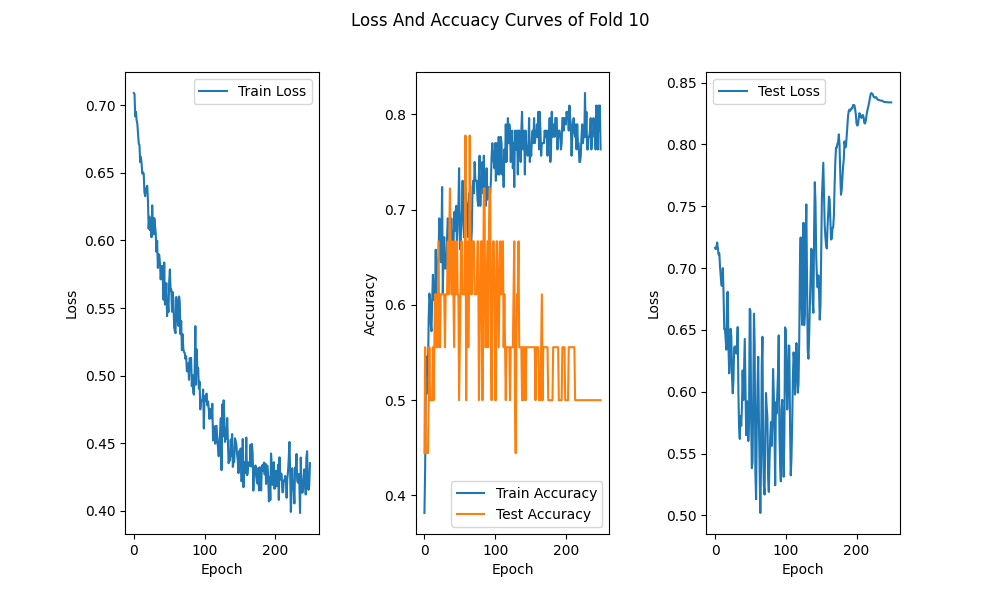 Loss And Accuacy Curves of Fold 10
Train Loss
0.70
0.65
0.60
0.55
0.50
0.45
0.40
Loss
0
100
200
Epoch
0.8
0.7
0.6
0.5
0.4
Accuracy
Train Accuracy
Test Accuracy
0
100
200
Epoch
Test Loss
0.85
0.80
0.75
0.70
0.65
0.60
0.55
0.50
Loss
0
100
200
Epoch